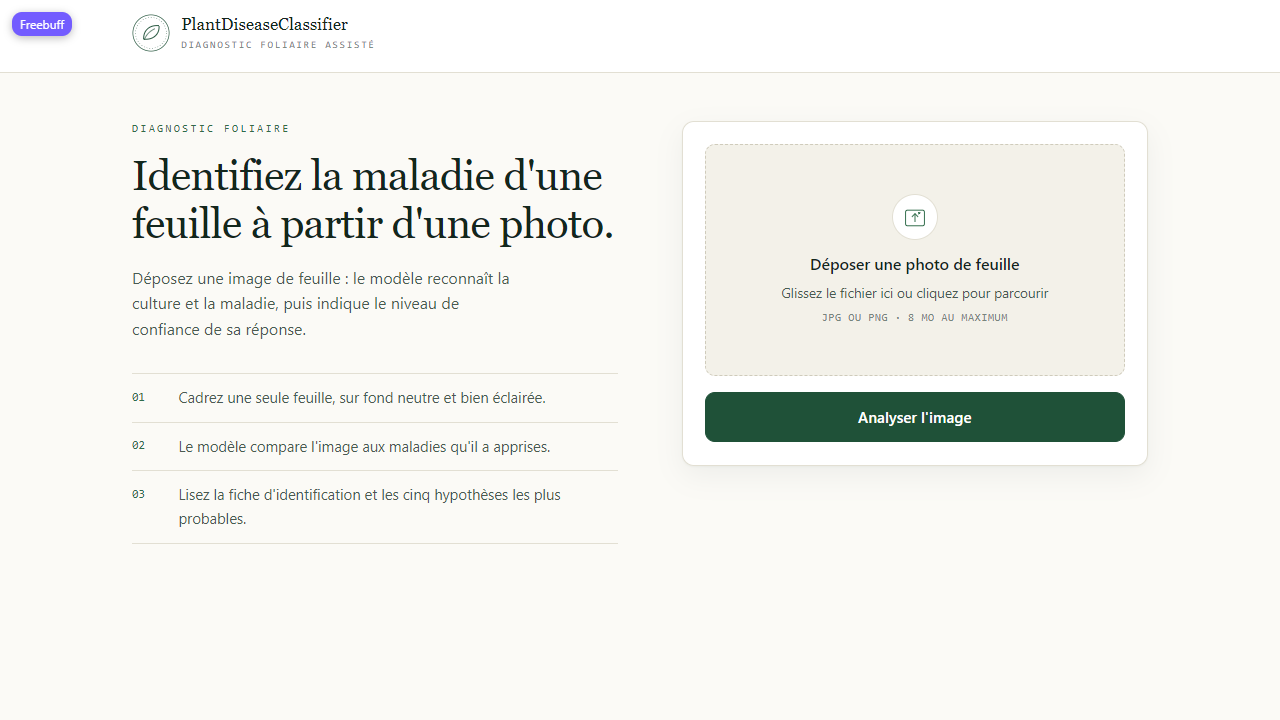 Freebuff
PlantDiseaseClassifier
DIAGNOSTIC FOLIAIRE ASSISTÉ
DIAGNOSTIC FOLIAIRE
Identifiez la maladie d'une
feuille à partir d'une photo.
Déposez une image de feuille : le modèle reconnaît la
culture et la maladie, puis indique le niveau de
confiance de sa réponse.
01 Cadrez une seule feuille, sur fond neutre et bien éclairée.
02 Le modèle compare l'image aux maladies qu'il a apprises.
03 Lisez la fiche d'identification et les cinq hypothèses les plus
probables.
Déposer une photo de feuille
Glissez le fichier ici ou cliquez pour parcourir
JPG OU PNG · 8 MO AU MAXIMUM
Analyser l'image